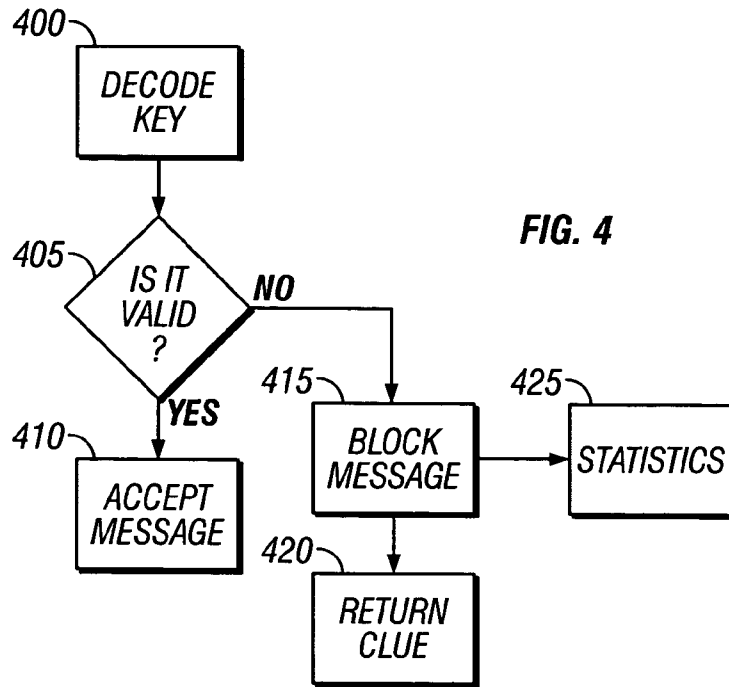 400
DECODE
KEY
FIG. 4
405
IS IT
VALID
?
NO
YES
410
ACCEPT
MESSAGE
415
BLOCK
MESSAGE
425
STATISTICS
420
RETURN
CLUE